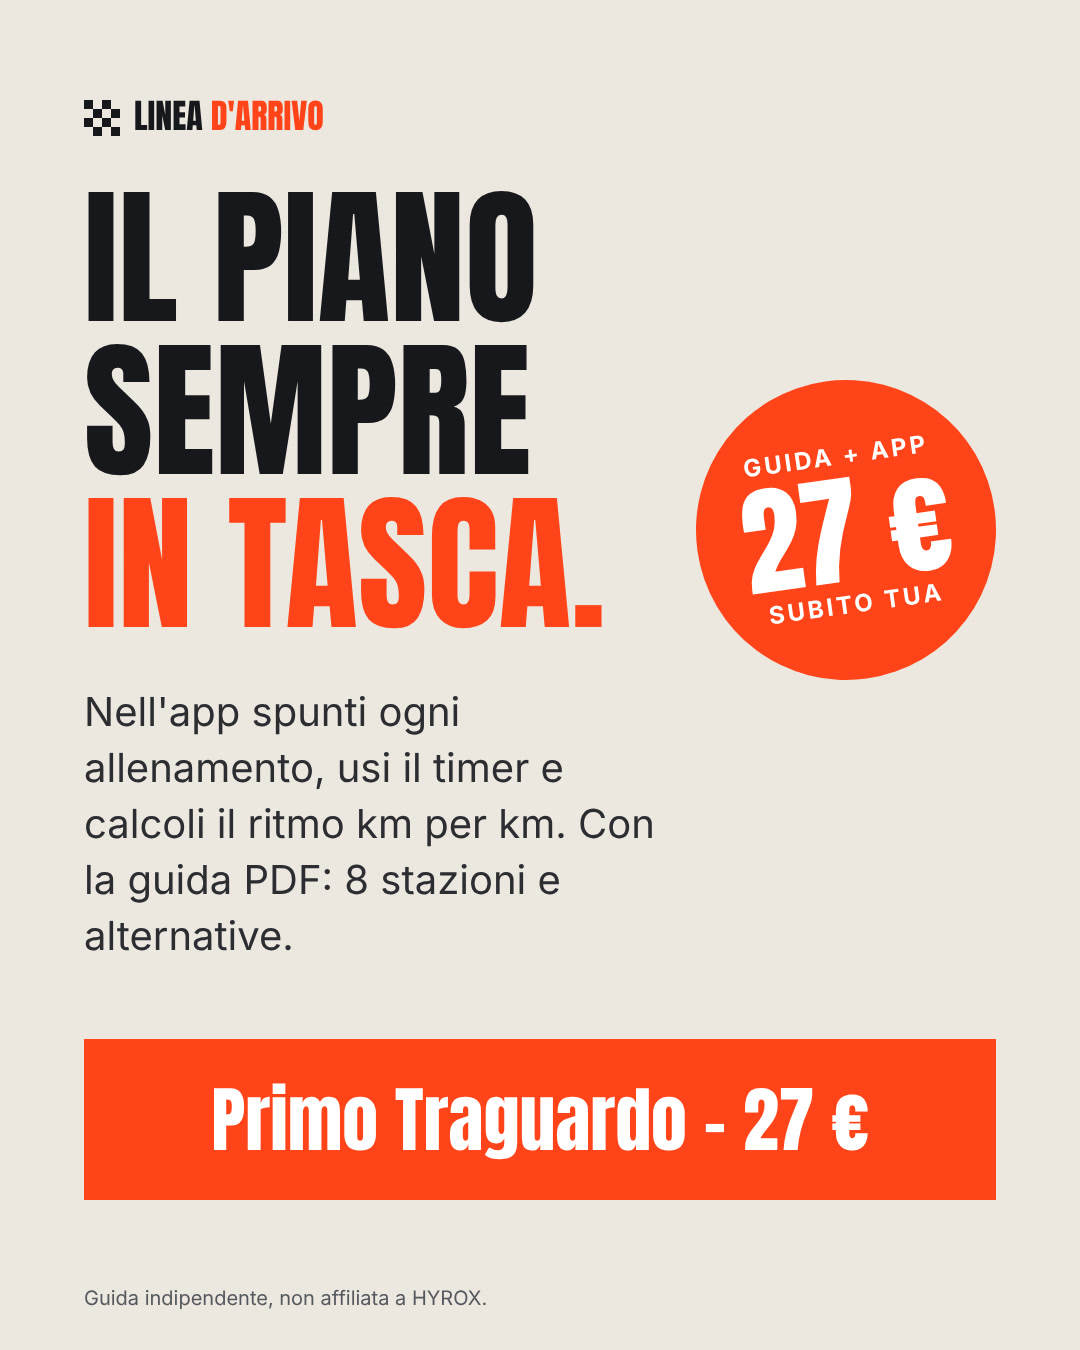 LINEA D'ARRIVO
IL PIANO
SEMPRE
IN TASCA.
GUIDA + APP
27 €
SUBITO TUA
Nell'app spunti ogni
allenamento, usi il timer e
calcoli il ritmo km per km. Con
la guida PDF: 8 stazioni e
alternative.
Primo Traguardo - 27 €
Guida indipendente, non affiliata a HYROX.